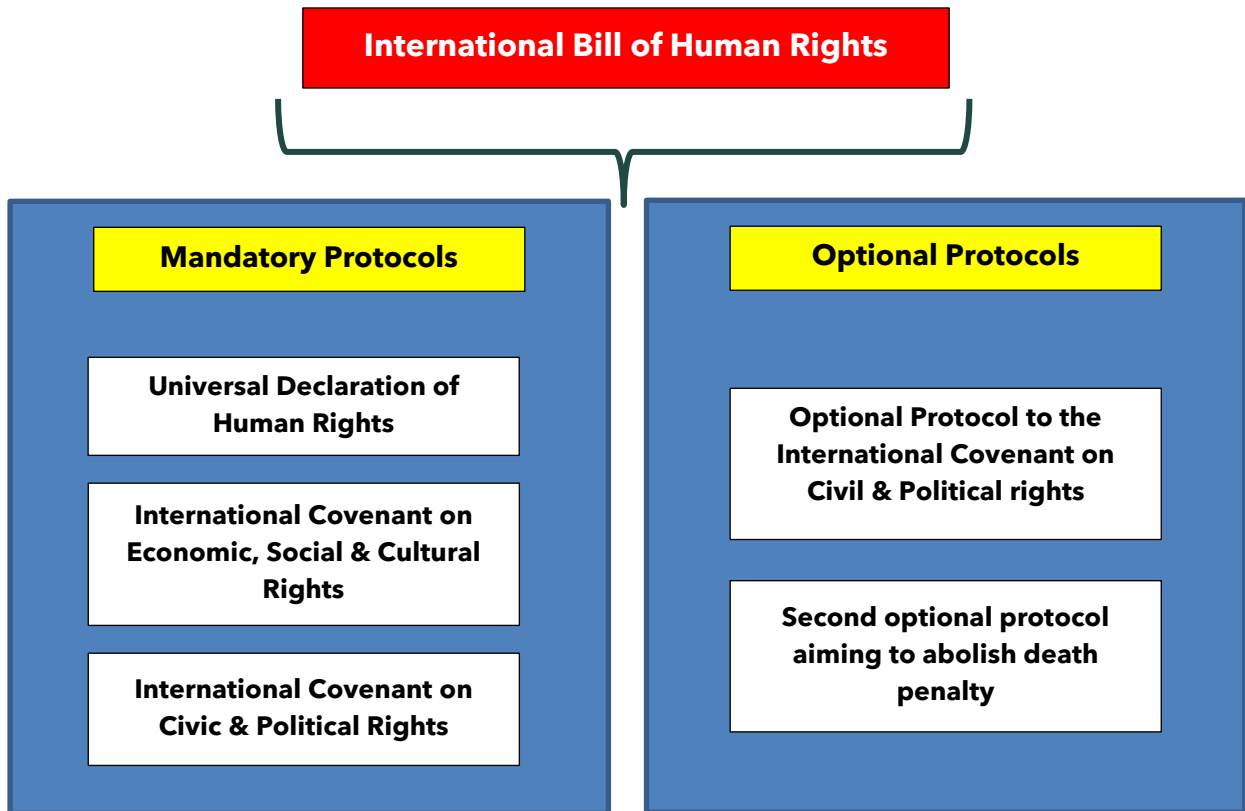 International Bill of Human Rights
Mandatory Protocols
Universal Declaration of
Human Rights
International Covenant on
Economic, Social & Cultural
Rights
International Covenant on
Civic & Political Rights
Optional Protocols
Optional Protocol to the
International Covenant on
Civil & Political rights
Second optional protocol
aiming to abolish death
penalty